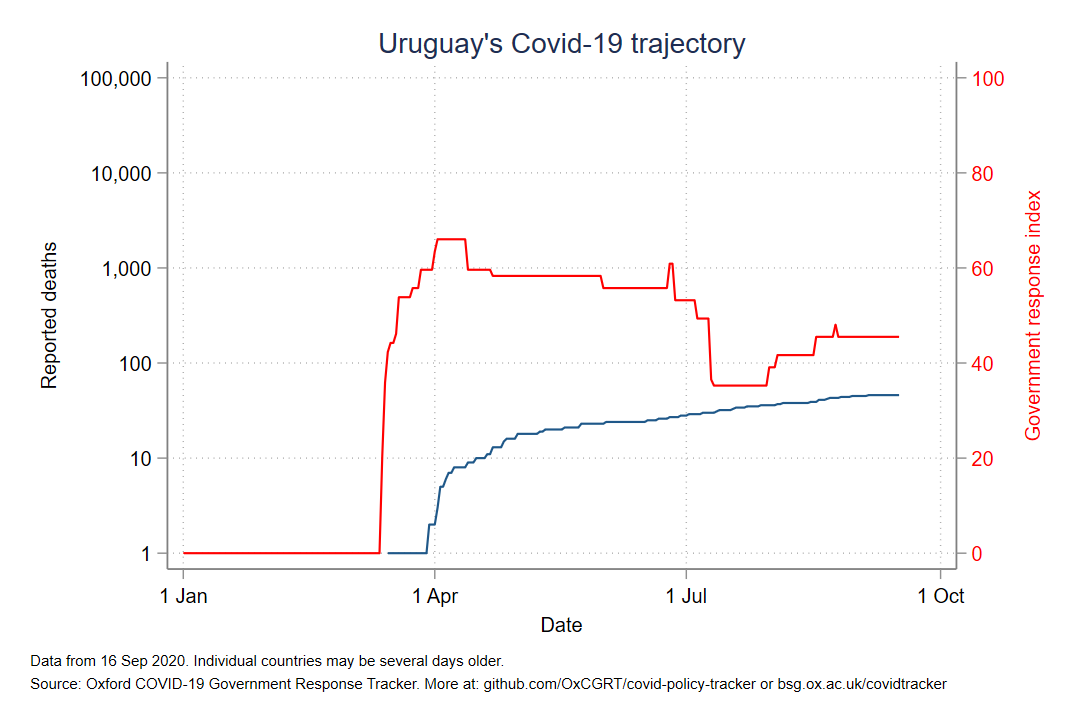 Uruguay's Covid-19 trajectory
100,000
10,000
1,000
100
10
1
Reported deaths
100
80
60
40
20
0
Government response index
1 Jan
1 Apr
1 Jul
1 Oct
Date
Data from 16 Sep 2020. Individual countries may be several days older.
Source: Oxford COVID-19 Government Response Tracker. More at: github.com/OxCGRT/covid-policy-tracker or bsg.ox.ac.uk/covidtracker